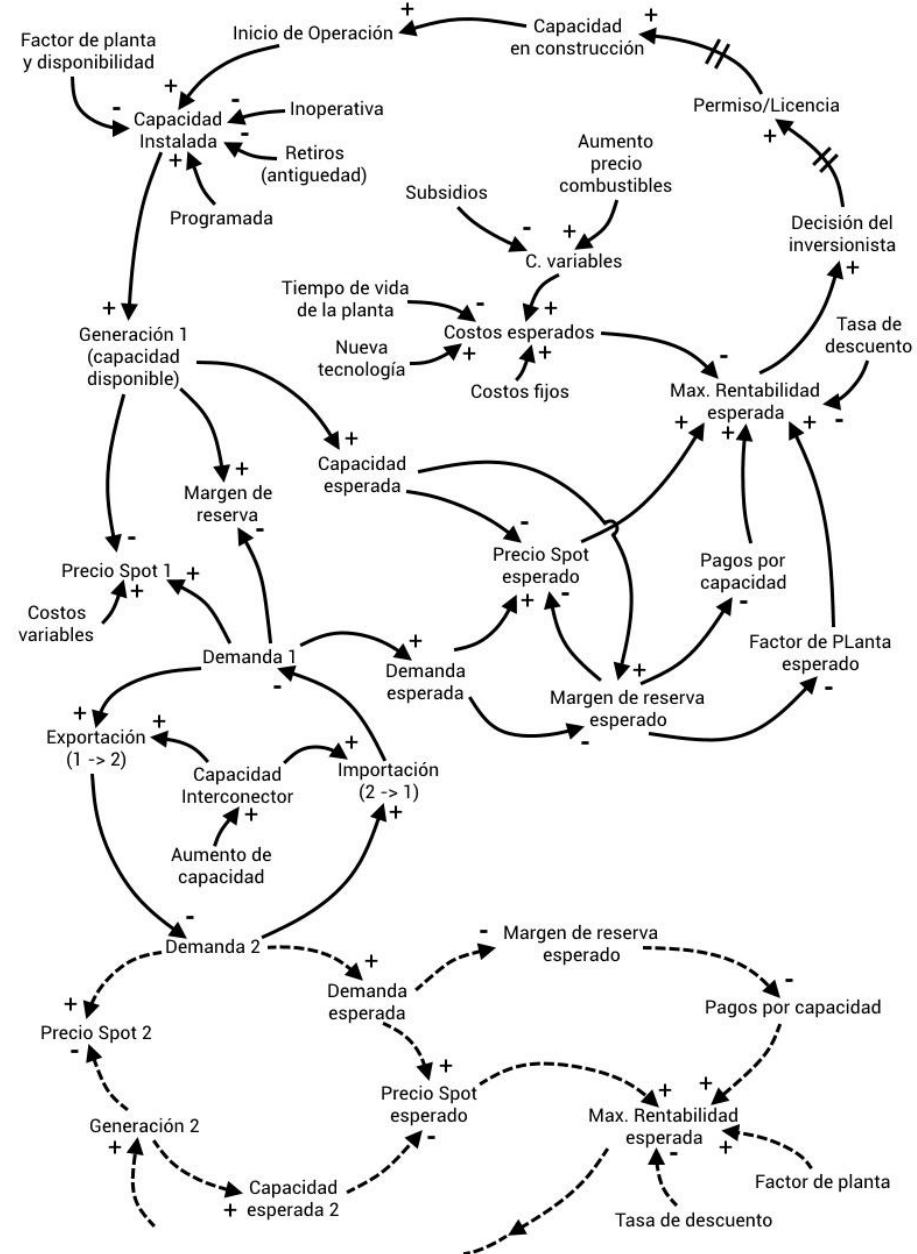 Factor de planta
y disponibilidad
+
Inicio de Operación
+
Capacidad
en construcción
+
Permiso/Licencia
+
-
+
-
Inoperativa
Capacidad
Instalada
-
+
Retiros
(antiguedad)
Programada
Aumento
precio
combustibles
Subsidios
-
+
C. variables
Decisión del
inversionista
+
Tiempo de vida
de la planta
-
+
Costos esperados
Nueva
tecnología
+
+
Costos fijos
Tasa de
descuento
-
Max. Rentabilidad
esperada
+
+
+
-
+
Generación 1
(capacidad
disponible)
+
Capacidad
esperada
+
Margen de
reserva
-
-
Precio Spot 1
+
+
Costos
variables
-
Precio Spot
esperado
+
-
Pagos por
capacidad
-
Factor de PLanta
esperado
-
Demanda 1
-
+
Demanda
esperada
+
Margen de reserva
esperado
-
+
Exportación
(1 -> 2)
+
+
Capacidad
Interconector
+
Importación
(2 -> 1)
+
Aumento de
capacidad
-
Demanda 2
+
Demanda
esperada
-
Margen de reserva
esperado
-
Pagos por capacidad
+
Precio Spot 2
-
+
Precio Spot
esperado
-
+
+
Max. Rentabilidad
esperada
-
+
Generación 2
+
Capacidad
esperada 2
+
Factor de planta
Tasa de descuento